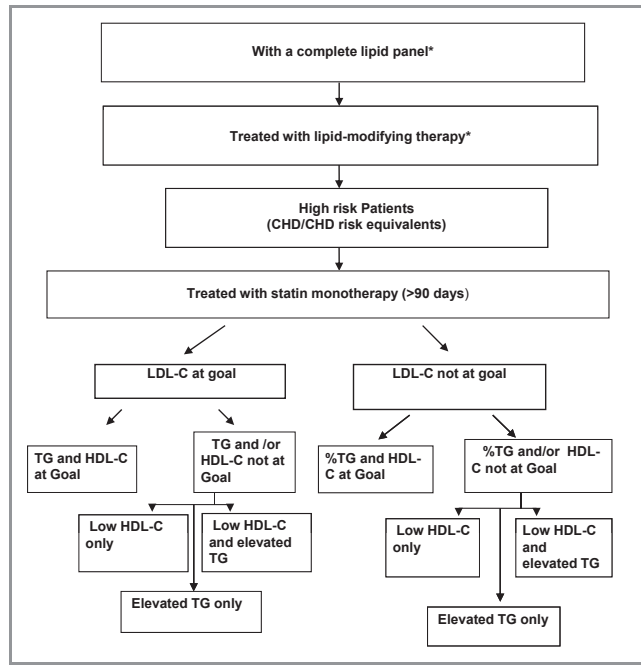 With a complete lipid panel*
Treated with lipid-modifying therapy*
High risk Patients
(CHD/CHD risk equivalents)
Treated with statin monotherapy (>90 days)
LDL-C at goal
LDL-C not at goal
TG and HDL-C
at Goal
TG and /or
HDL-C not at
Goal
%TG and HDL-
C at Goal
%TG and/or HDL-
C not at Goal
Low HDL-C
only
Low HDL-C
and elevated
TG
Elevated TG only
Low HDL-C
only
Low HDL-C
and
elevated TG
Elevated TG only